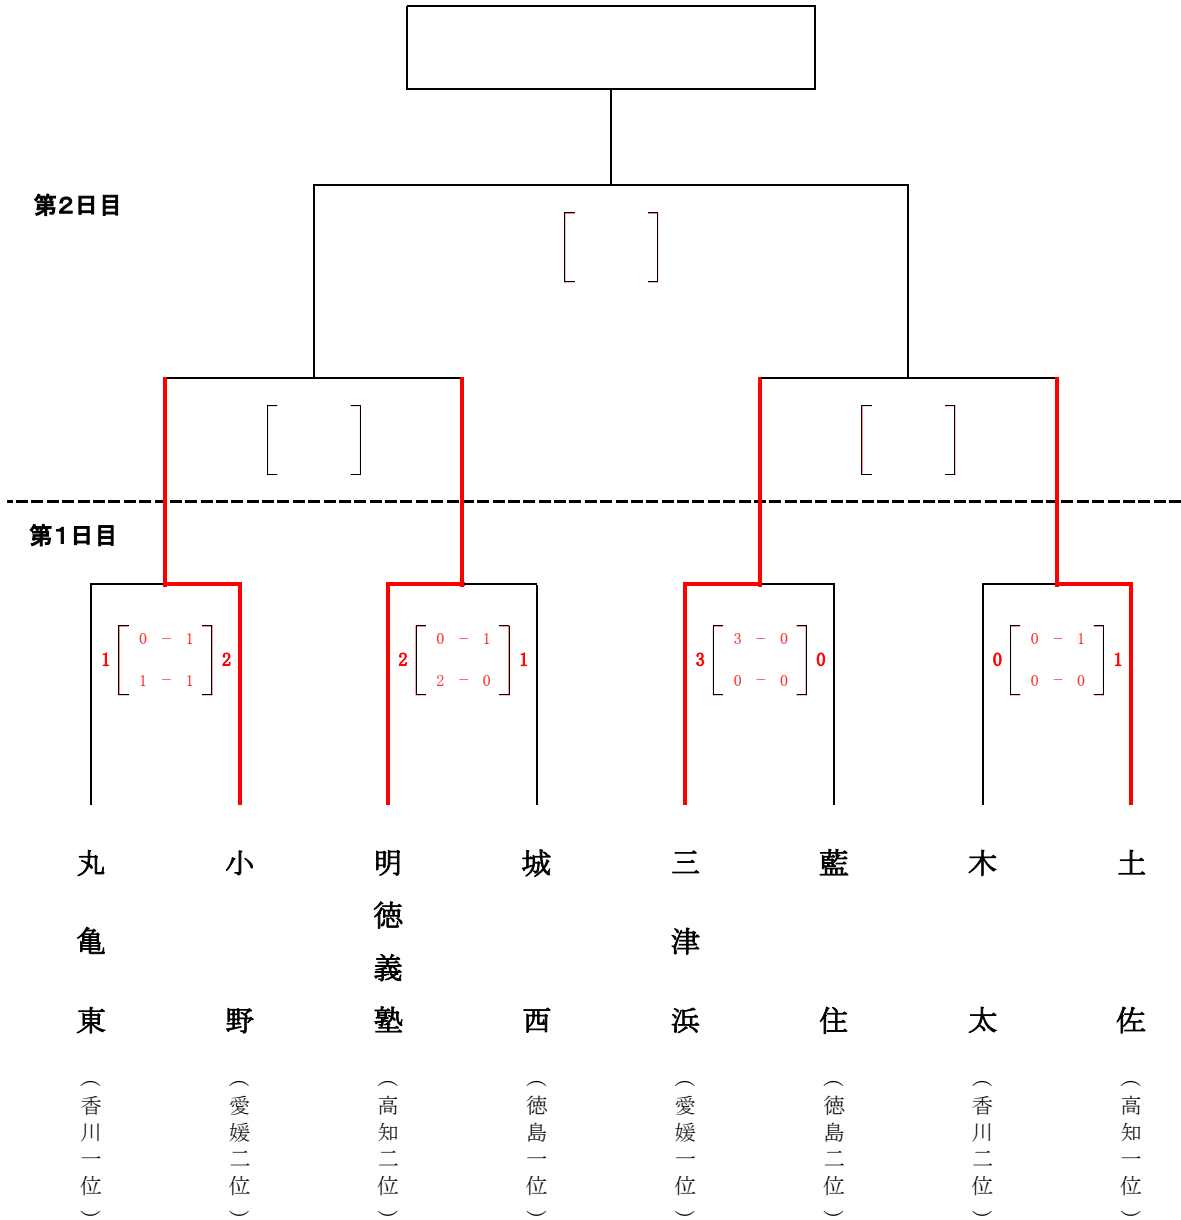 第2日目
第1日目
0 － 1
1 2
1 － 1
0 － 1
2 1
2 － 0
3 － 0
3 0
0 － 0
0 － 1
0 1
0 － 0
丸亀東
（香川一位）
小野
（愛媛二位）
明徳義塾
（高知二位）
城西
（徳島一位）
三津浜
（愛媛一位）
藍住
（徳島二位）
木太
（香川二位）
土佐
（高知一位）